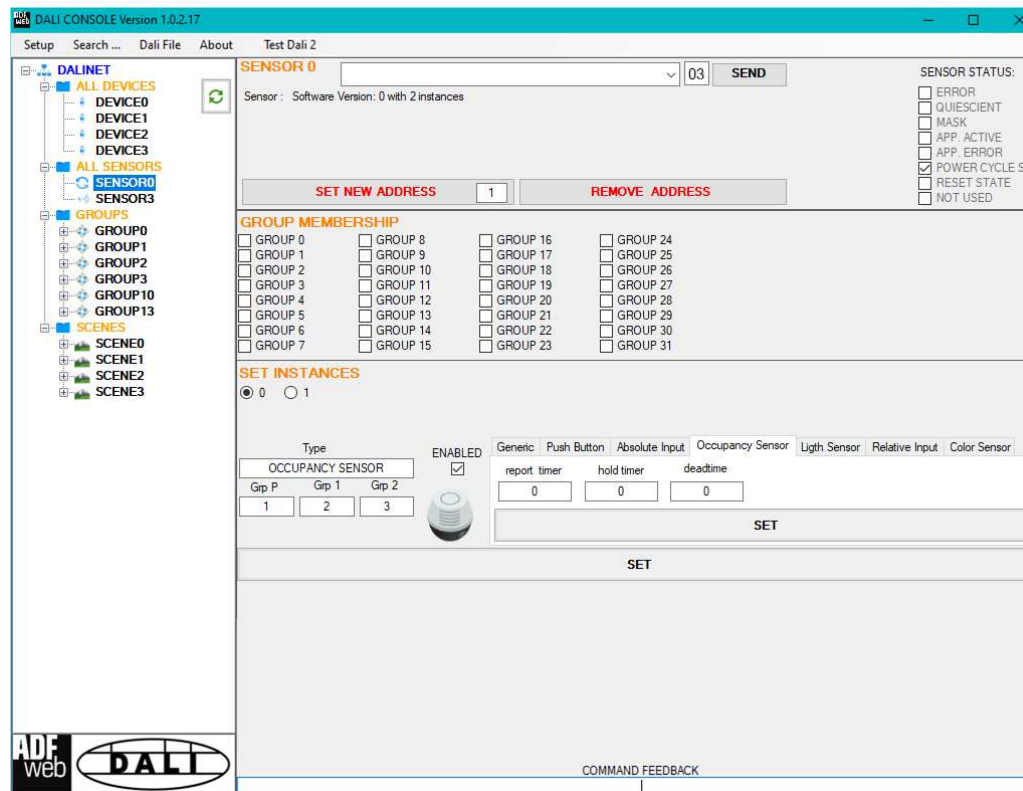 DALI CONSOLE Version 1.0.2.17
Setup Search ... Dali File About Test Dali 2
DALINET
ALL DEVICES
DEVICE0
DEVICE1
DEVICE2
DEVICE3
ALL SENSORS
SENSOR0
SENSOR3
GROUPS
GROUP0
GROUP1
GROUP2
GROUP3
GROUP10
GROUP13
SCENES
SCENE0
SCENE1
SCENE2
SCENE3
ADF
web
DALI
SENSOR 0
03 SEND
Sensor : Software Version: 0 with 2 instances
SET NEW ADDRESS 1 REMOVE ADDRESS
SENSOR STATUS:
ERROR
QUIESCIENT
MASK
APP. ACTIVE
APP. ERROR
POWER CYCLE S
RESET STATE
NOT USED
GROUP MEMBERSHIP
GROUP 0 GROUP 8 GROUP 16 GROUP 24
GROUP 1 GROUP 9 GROUP 17 GROUP 25
GROUP 2 GROUP 10 GROUP 18 GROUP 26
GROUP 3 GROUP 11 GROUP 19 GROUP 27
GROUP 4 GROUP 12 GROUP 20 GROUP 28
GROUP 5 GROUP 13 GROUP 21 GROUP 29
GROUP 6 GROUP 14 GROUP 22 GROUP 30
GROUP 7 GROUP 15 GROUP 23 GROUP 31
SET INSTANCES
0 1
Type ENABLED
OCCUPANCY SENSOR
Grp P Grp 1 Grp 2
1 2 3
Generic Push Button Absolute Input Occupancy Sensor Ligth Sensor Relative Input Color Sensor
report timer hold timer deadtime
0 0 0
SET
SET
COMMAND FEEDBACK